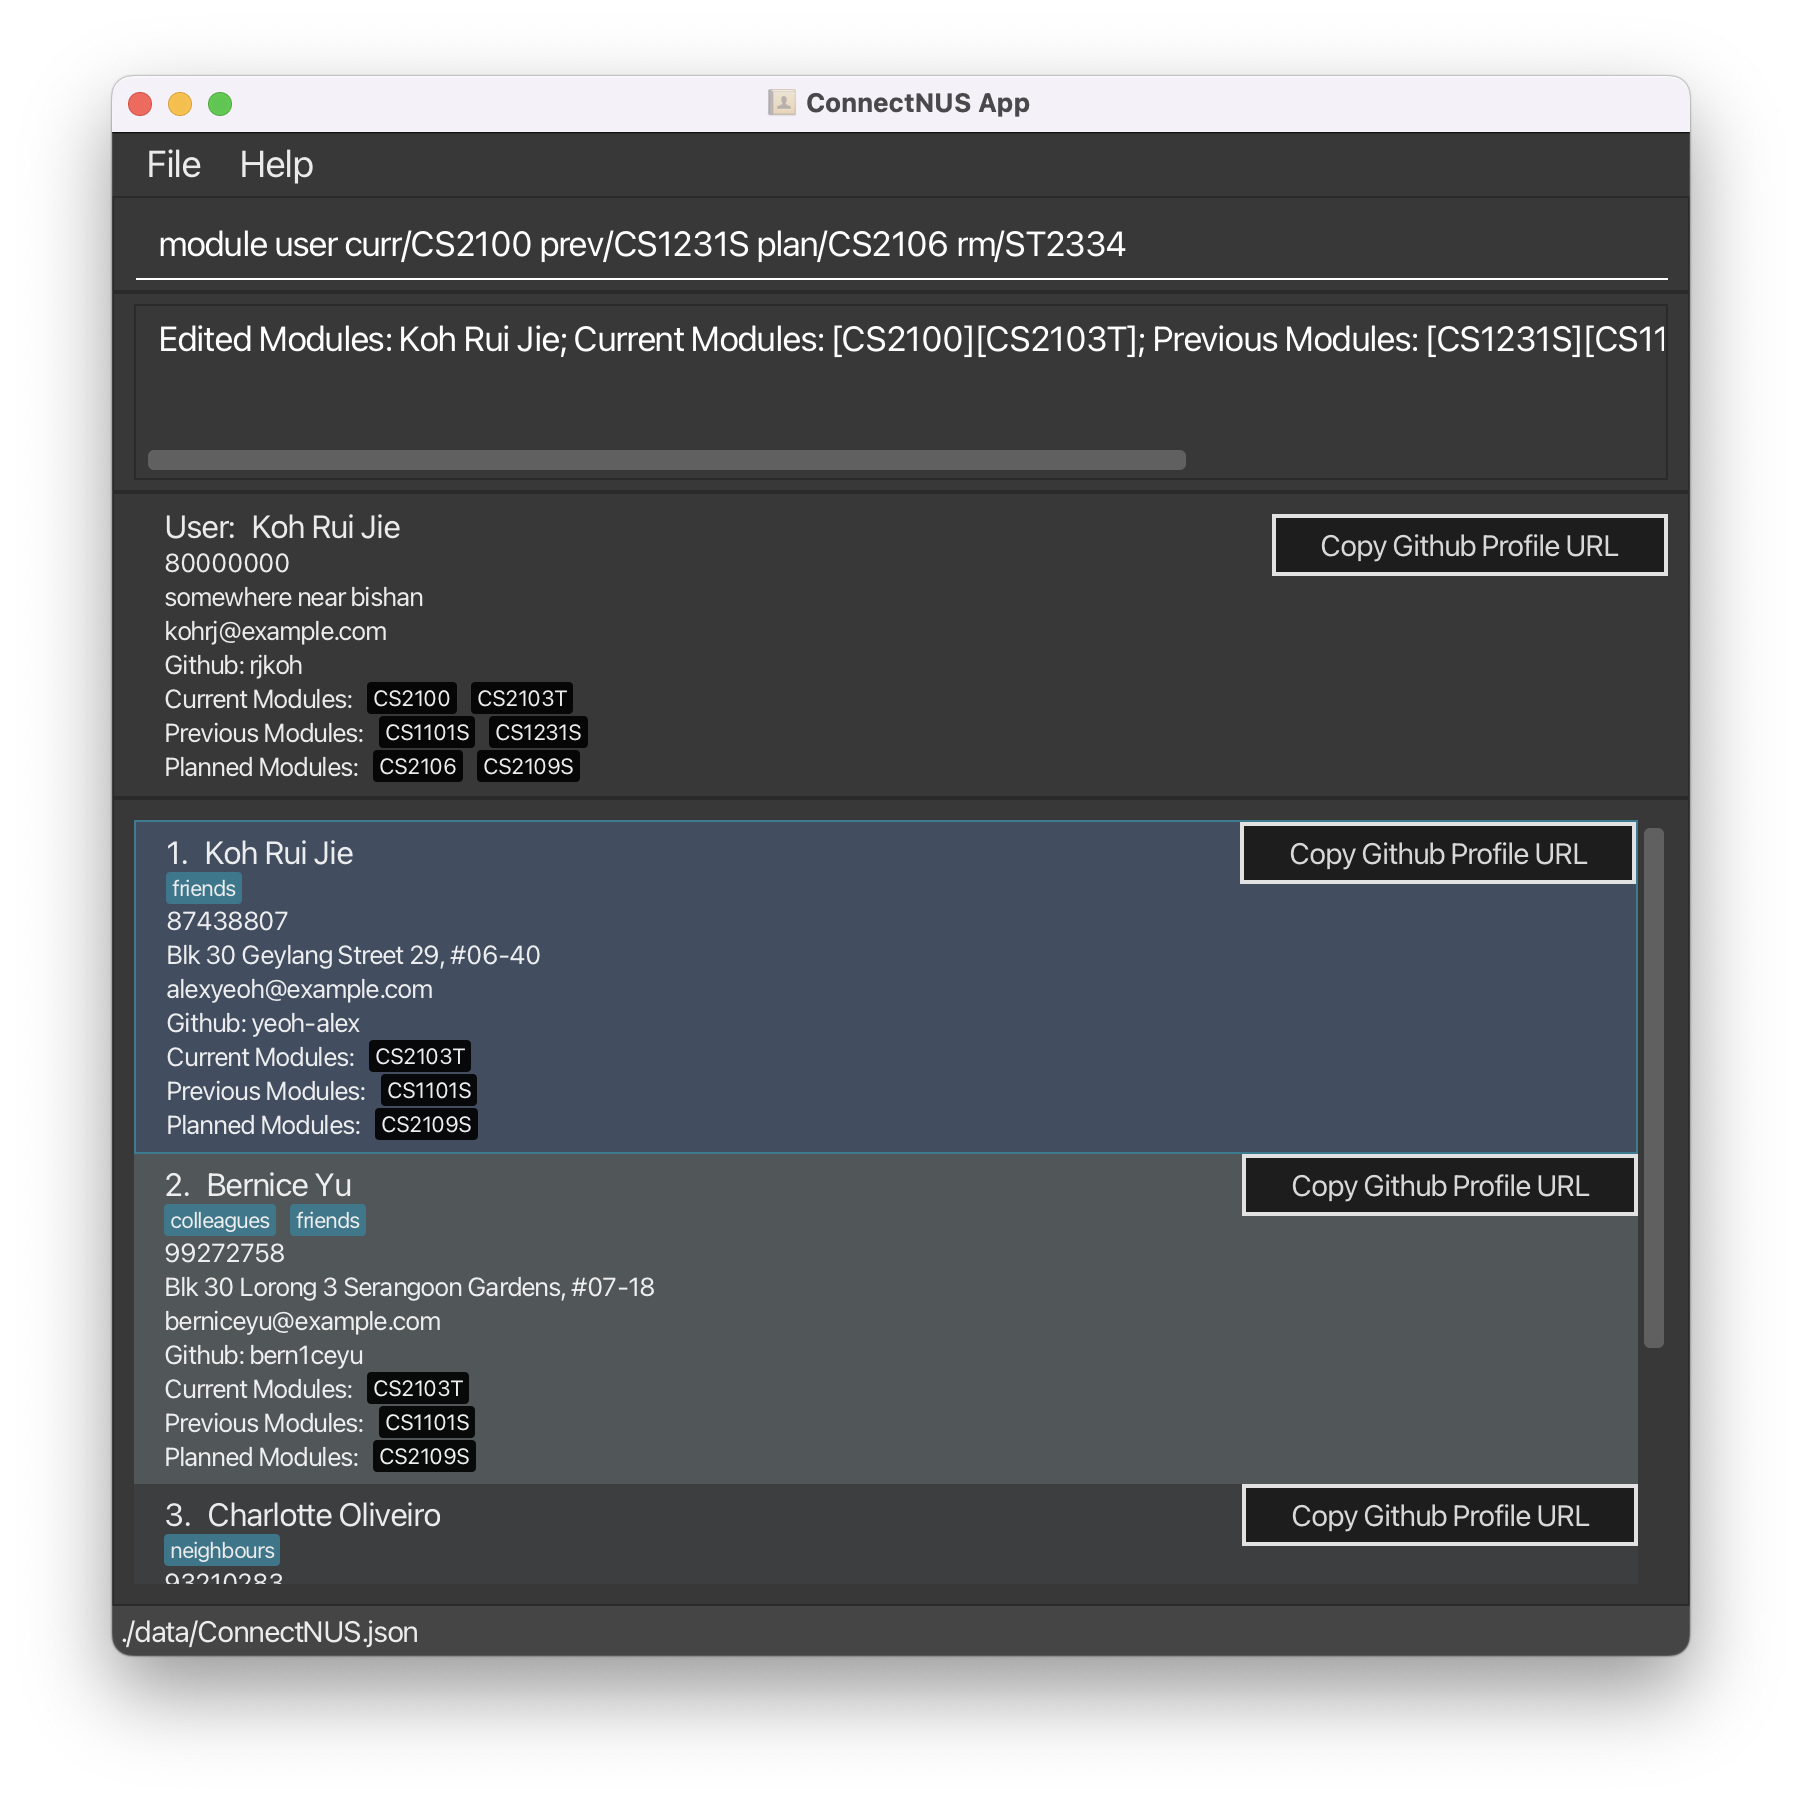 ConnectNUS App
File Help
module user curr/CS2100 prev/CS1231S plan/CS2106 rm/ST2334
Edited Modules: Koh Rui Jie; Current Modules: [CS2100][CS2103T]; Previous Modules: [CS1231S][CS11
User: Koh Rui Jie
Copy Github Profile URL
80000000
somewhere near bishan
kohrj@example.com
Github: rjkoh
Current Modules: CS2100 CS2103T
Previous Modules: CS1101S CS1231S
Planned Modules: CS2106 CS2109S
1. Koh Rui Jie
Copy Github Profile URL
friends
87438807
Blk 30 Geylang Street 29, #06-40
alexyeoh@example.com
Github: yeoh-alex
Current Modules: CS2103T
Previous Modules: CS1101S
Planned Modules: CS2109S
2. Bernice Yu
Copy Github Profile URL
colleagues friends
99272758
Blk 30 Lorong 3 Serangoon Gardens, #07-18
berniceyu@example.com
Github: bern1ceyu
Current Modules: CS2103T
Previous Modules: CS1101S
Planned Modules: CS2109S
3. Charlotte Oliveiro
Copy Github Profile URL
neighbours
93210283
./data/ConnectNUS.json